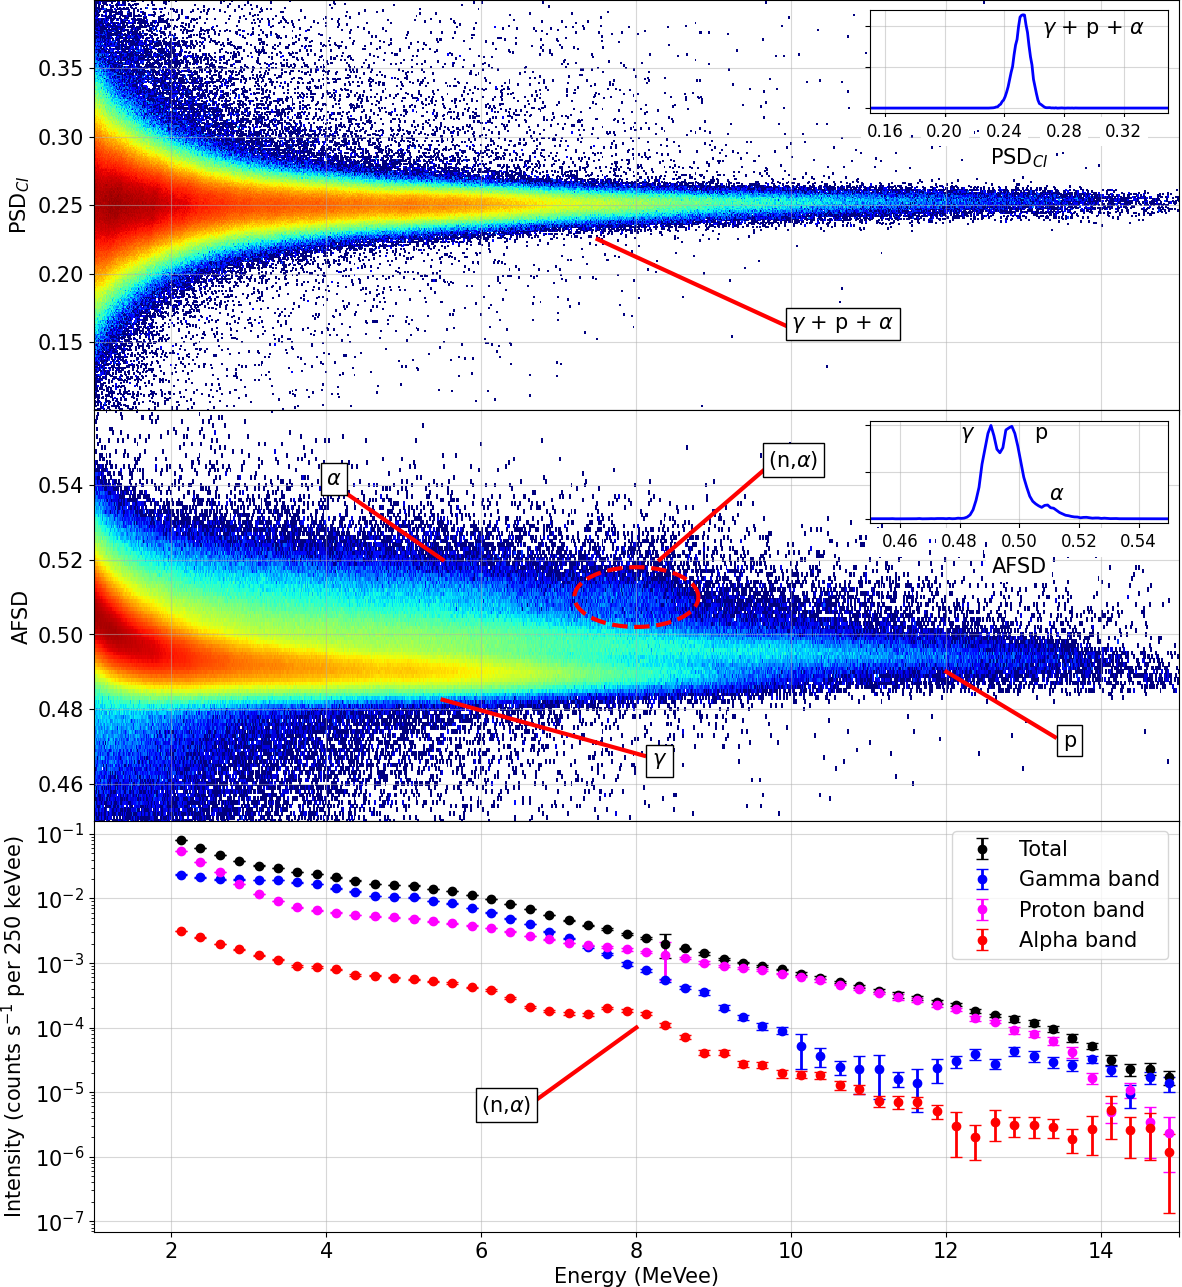 0.35
0.30
0.25
0.20
0.15
PSD_CI
γ + p + α
0.16 0.20 0.24 0.28 0.32
PSD_CI
γ + p + α
0.54
0.52
0.50
0.48
0.46
AFSD
α
(n,α)
γ p
α
0.46 0.48 0.50 0.52 0.54
AFSD
γ
p
10⁻¹
10⁻²
10⁻³
10⁻⁴
10⁻⁵
10⁻⁶
10⁻⁷
Intensity (counts s⁻¹ per 250 keVee)
Total
Gamma band
Proton band
Alpha band
(n,α)
2 4 6 8 10 12 14
Energy (MeVee)